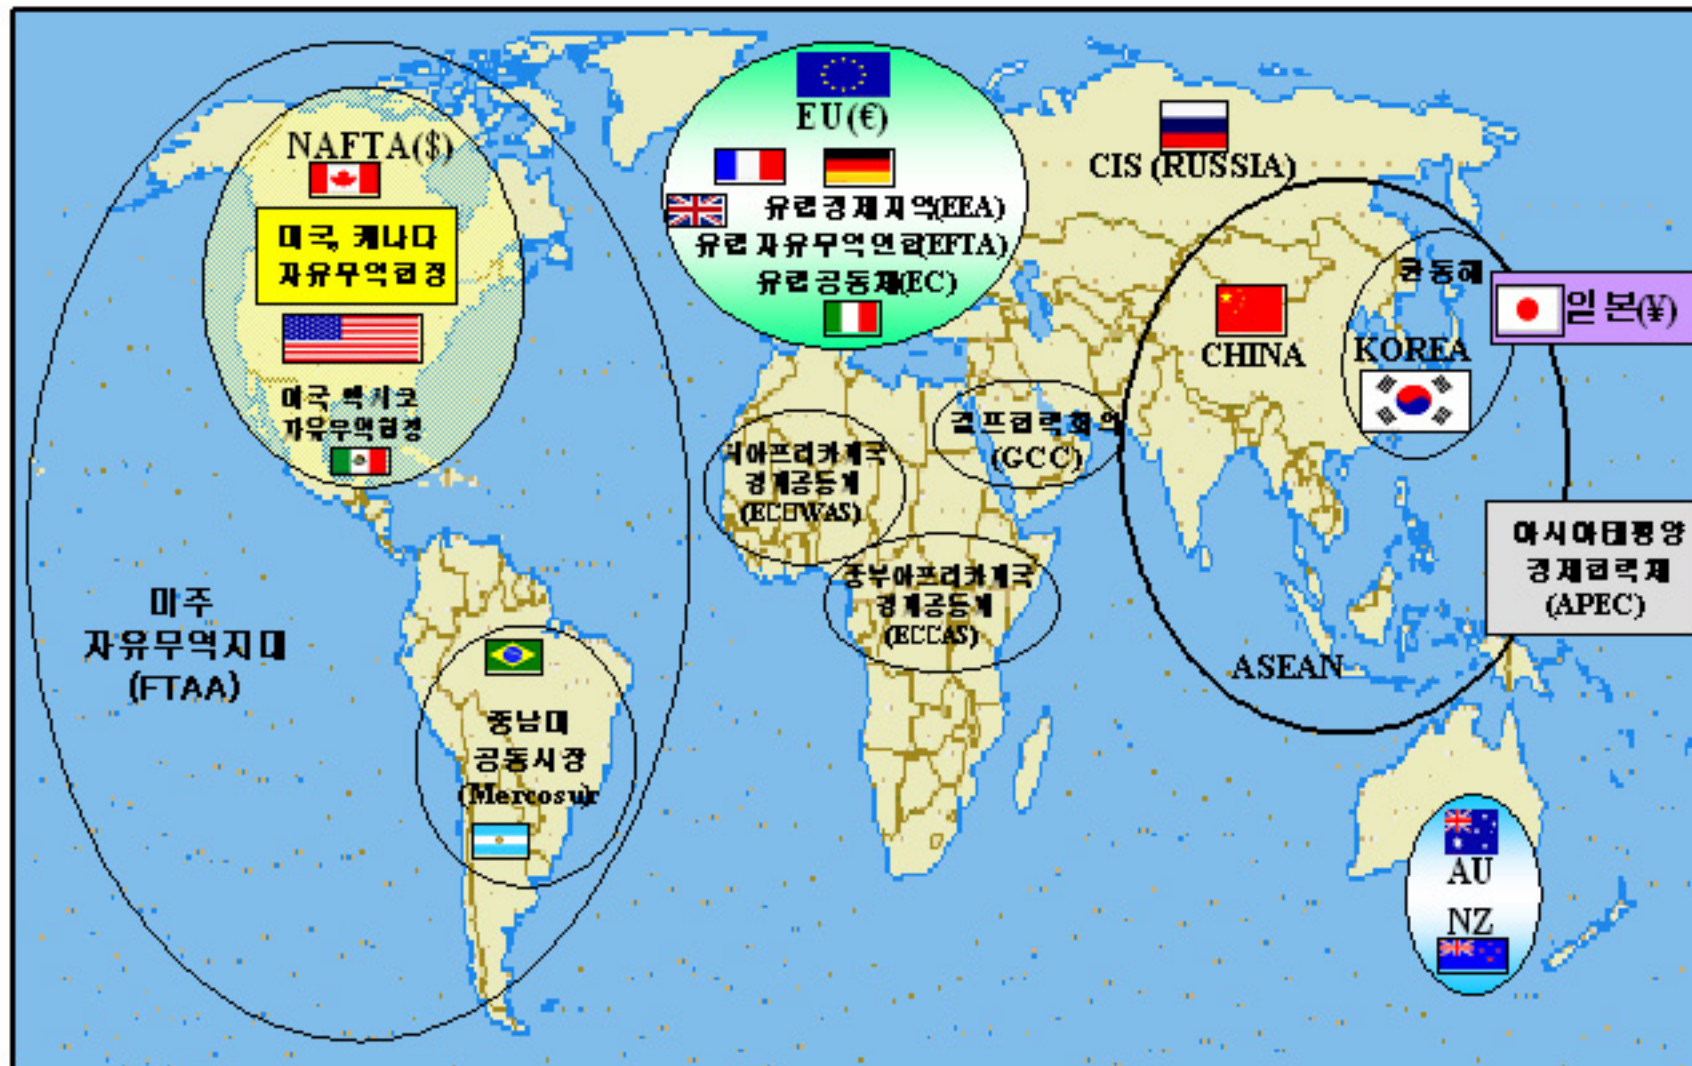 NAFTA($)
미국, 캐나다
자유무역협정
미국 멕시코
자유무역협정
미주
자유무역지대
(FTAA)
중남미
공동시장
(Mercosur)
EU(€)
유럽경제지역(EEA)
유럽 자유무역연합(EFTA)
유럽공동체(EC)
서아프리카제국
경제공동체
(ECOWAS)
중부아프리카제국
경제공동체
(ECCAS)
걸프협력회의
(GCC)
CIS (RUSSIA)
CHINA
환동해
KOREA
일본(¥)
아시아태평양
경제협력체
(APEC)
ASEAN
AU
NZ